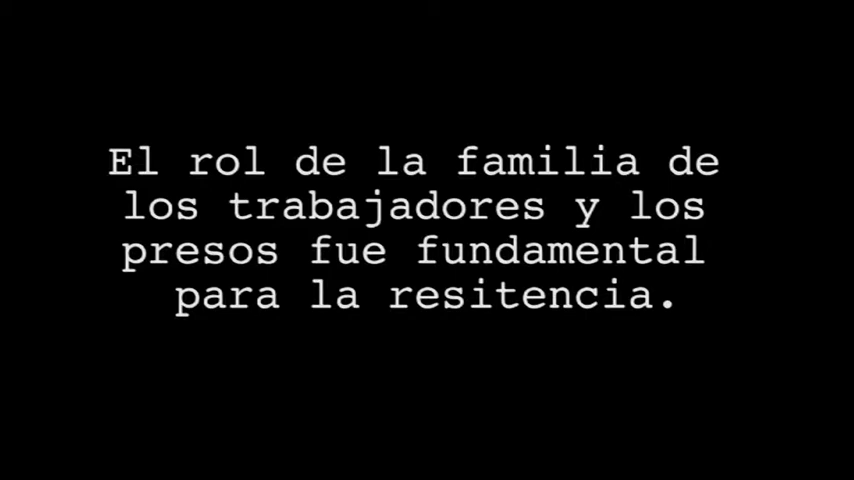 El rol de la familia de
los trabajadores y los
presos fue fundamental
para la resitencia.